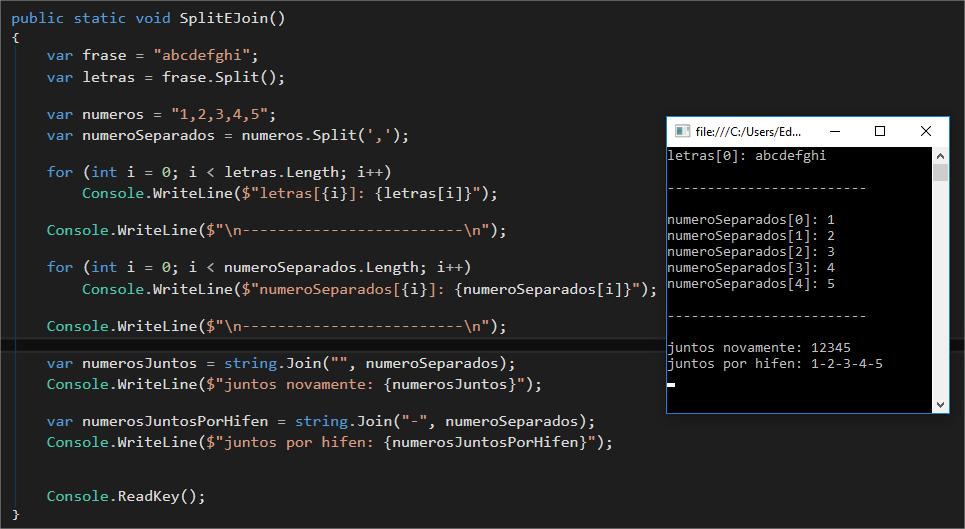 public static void SplitEJoin()
{
var frase = "abcdefghi";
var letras = frase.Split();
var numeros = "1,2,3,4,5";
var numeroSeparados = numeros.Split(',');
for (int i = 0; i < letras.Length; i++)
Console.WriteLine($"letras[{i}]: {letras[i]}");
Console.WriteLine($"\n-------------------------\n");
for (int i = 0; i < numeroSeparados.Length; i++)
Console.WriteLine($"numeroSeparados[{i}]: {numeroSeparados[i]}");
Console.WriteLine($"\n-------------------------\n");
var numerosJuntos = string.Join("", numeroSeparados);
Console.WriteLine($"juntos novamente: {numerosJuntos}");
var numerosJuntosPorHifen = string.Join("-", numeroSeparados);
Console.WriteLine($"juntos por hifen: {numerosJuntosPorHifen}");
Console.ReadKey();
}
file:///C:/Users/Ed...
letras[0]: abcdefghi
-------------------------
numeroSeparados[0]: 1
numeroSeparados[1]: 2
numeroSeparados[2]: 3
numeroSeparados[3]: 4
numeroSeparados[4]: 5
-------------------------
juntos novamente: 12345
juntos por hifen: 1-2-3-4-5